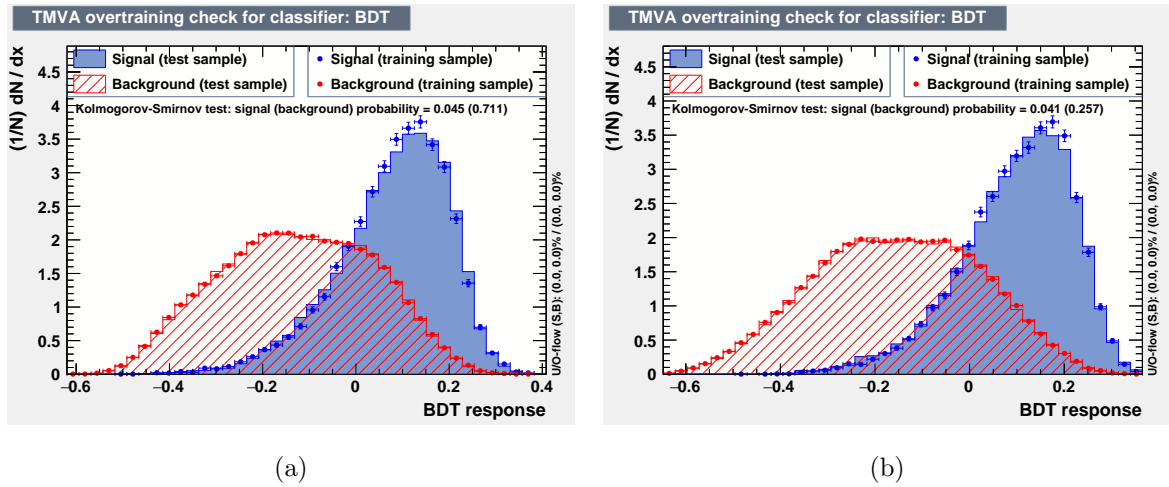 TMVA overtraining check for classifier: BDT
(1/N) dN / dx
Signal (test sample)
Background (test sample)
Signal (training sample)
Background (training sample)
Kolmogorov-Smirnov test: signal (background) probability = 0.045 (0.711)
4.5
4
3.5
3
2.5
2
1.5
1
0.5
0
−0.6 −0.4 −0.2 0 0.2 0.4
BDT response
U/O-flow (S,B): (0.0, 0.0)% / (0.0, 0.0)%
(a)
TMVA overtraining check for classifier: BDT
(1/N) dN / dx
Signal (test sample)
Background (test sample)
Signal (training sample)
Background (training sample)
Kolmogorov-Smirnov test: signal (background) probability = 0.041 (0.257)
4.5
4
3.5
3
2.5
2
1.5
1
0.5
0
−0.6 −0.4 −0.2 0 0.2
BDT response
U/O-flow (S,B): (0.0, 0.0)% / (0.0, 0.0)%
(b)